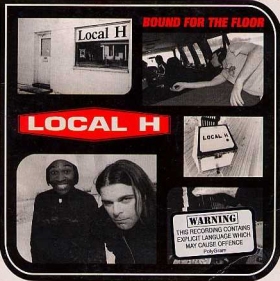 Local H
BOUND FOR THE FLOOR
LOCAL H
LOCAL H
WARNING
THIS RECORDING CONTAINS
EXPLICIT LANGUAGE WHICH
MAY CAUSE OFFENCE
PolyGram